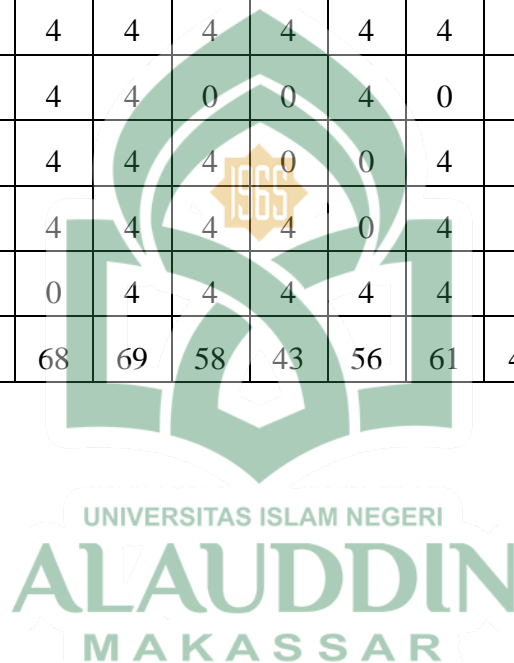 4 4 4 4 4 4
4 4 0 0 4 0
4 4 4 0 0 4
4 4 4 4 0 4
0 4 4 4 4 4
68 69 58 43 56 61
1965
UNIVERSITAS ISLAM NEGERI
ALAUDDIN
MAKASSAR